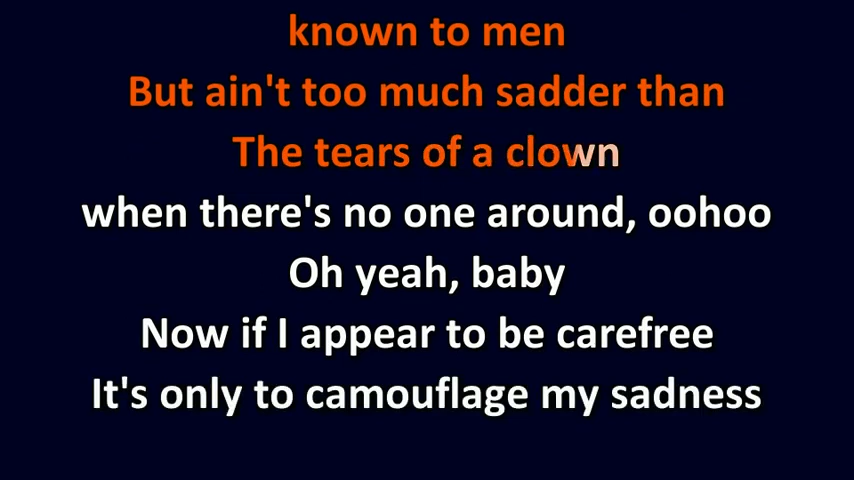 known to men
But ain't too much sadder than
The tears of a clown
when there's no one around, oohoo
Oh yeah, baby
Now if I appear to be carefree
It's only to camouflage my sadness